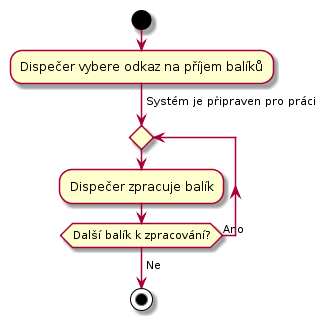 Dispečer vybere odkaz na příjem balíků
Systém je připraven pro práci
Dispečer zpracuje balík
Další balík k zpracování?
Ano
Ne